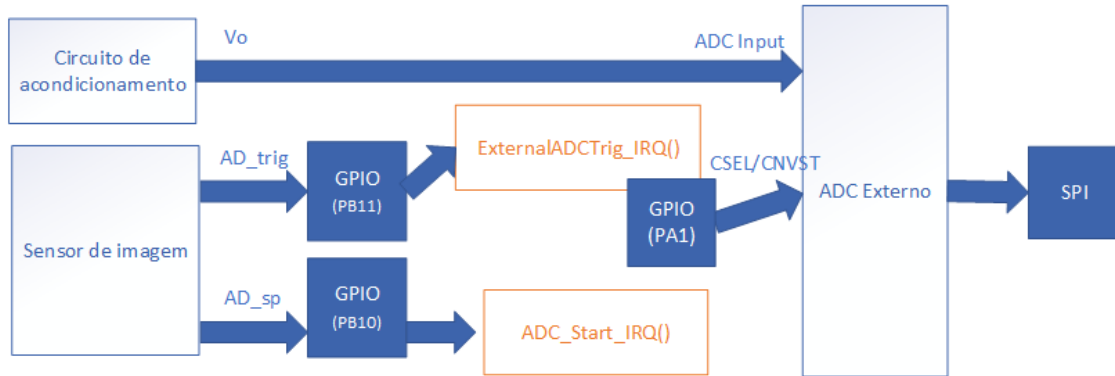 Vo
ADC Input
Circuito de
acondicionamento
AD_trig
GPIO
(PB11)
ExternalADCTrig_IRQ()
CSEL/CNVST
GPIO
(PA1)
ADC Externo
SPI
Sensor de imagem
AD_sp
GPIO
(PB10)
ADC_Start_IRQ()